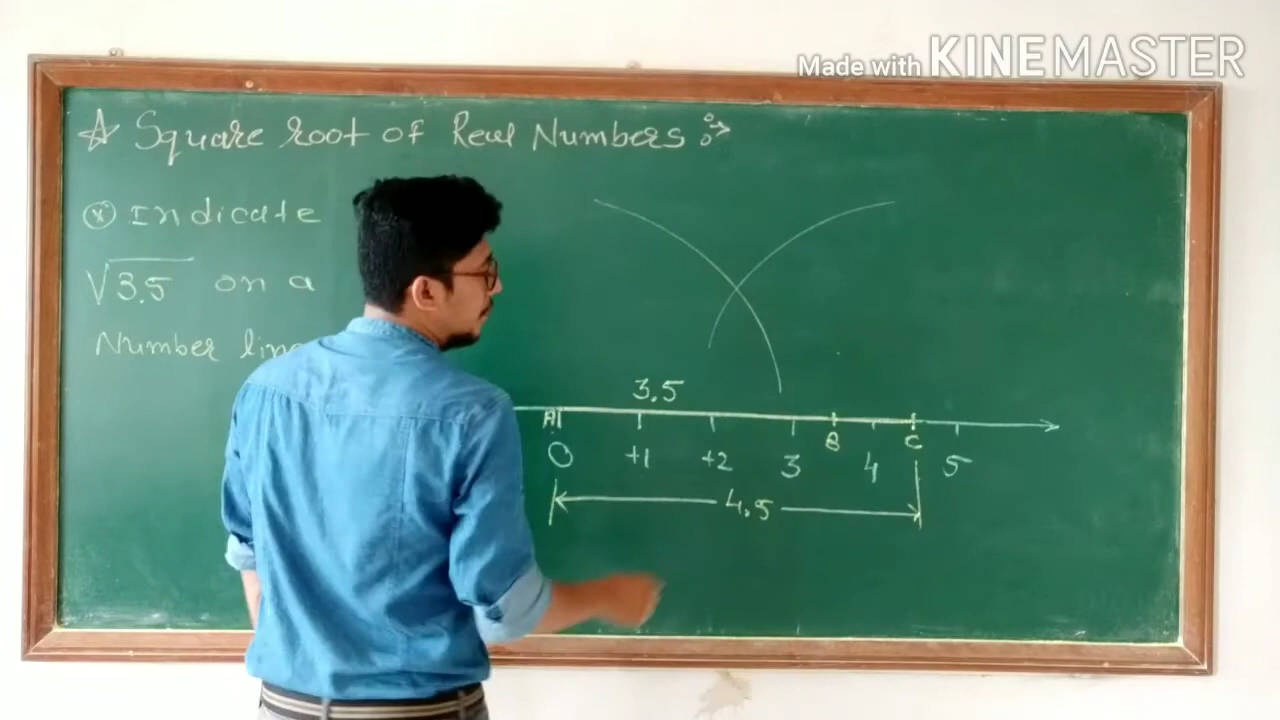 Made with KINEMASTER
☆ Square root of Real Numbers :→
(*) Indicate
√3.5 on a
Number line
3.5
A B C
0 +1 +2 3 4 5
4.5